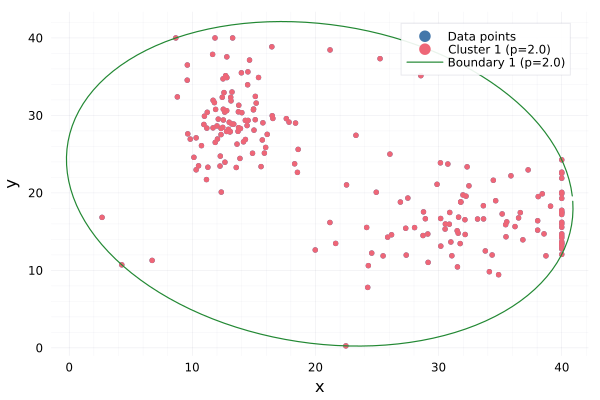 Data points
Cluster 1 (p=2.0)
Boundary 1 (p=2.0)
40
30
20
10
0
y
0 10 20 30 40
x